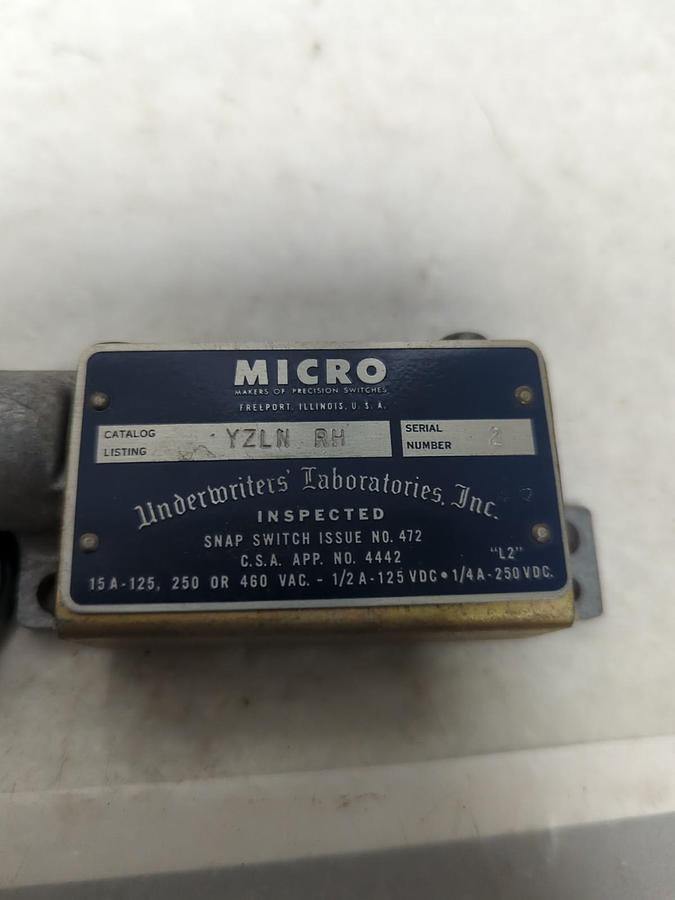 MICRO
MAKERS OF PRECISION SWITCHES
FREEPORT, ILLINOIS, U.S.A.
CATALOG LISTING YZLN RH
SERIAL NUMBER 2
Underwriters' Laboratories, Inc.
INSPECTED
SNAP SWITCH ISSUE NO. 472
C.S.A. APP. NO. 4442
"L2"
15 A-125, 250 OR 460 VAC. - 1/2 A-125 VDC • 1/4 A-250 VDC.